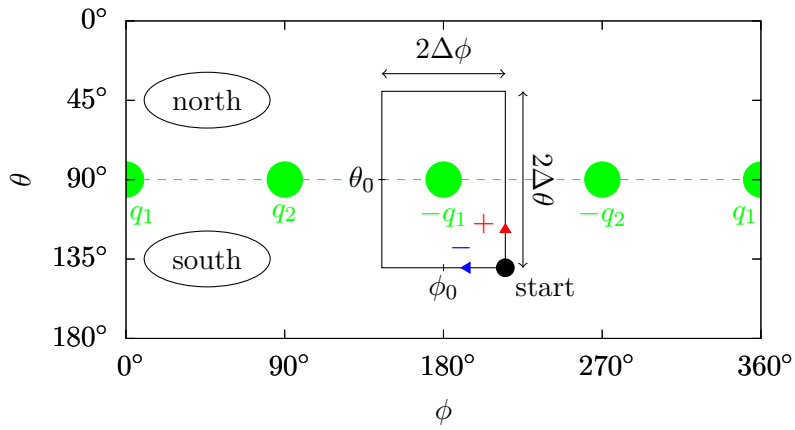 0°
2Δϕ
45°
north
θ
90°
θ₀
2Δθ
q₁
q₂
−q₁
+
−q₂
q₁
−
135°
south
ϕ₀
start
180°
0°
90°
180°
270°
360°
ϕ